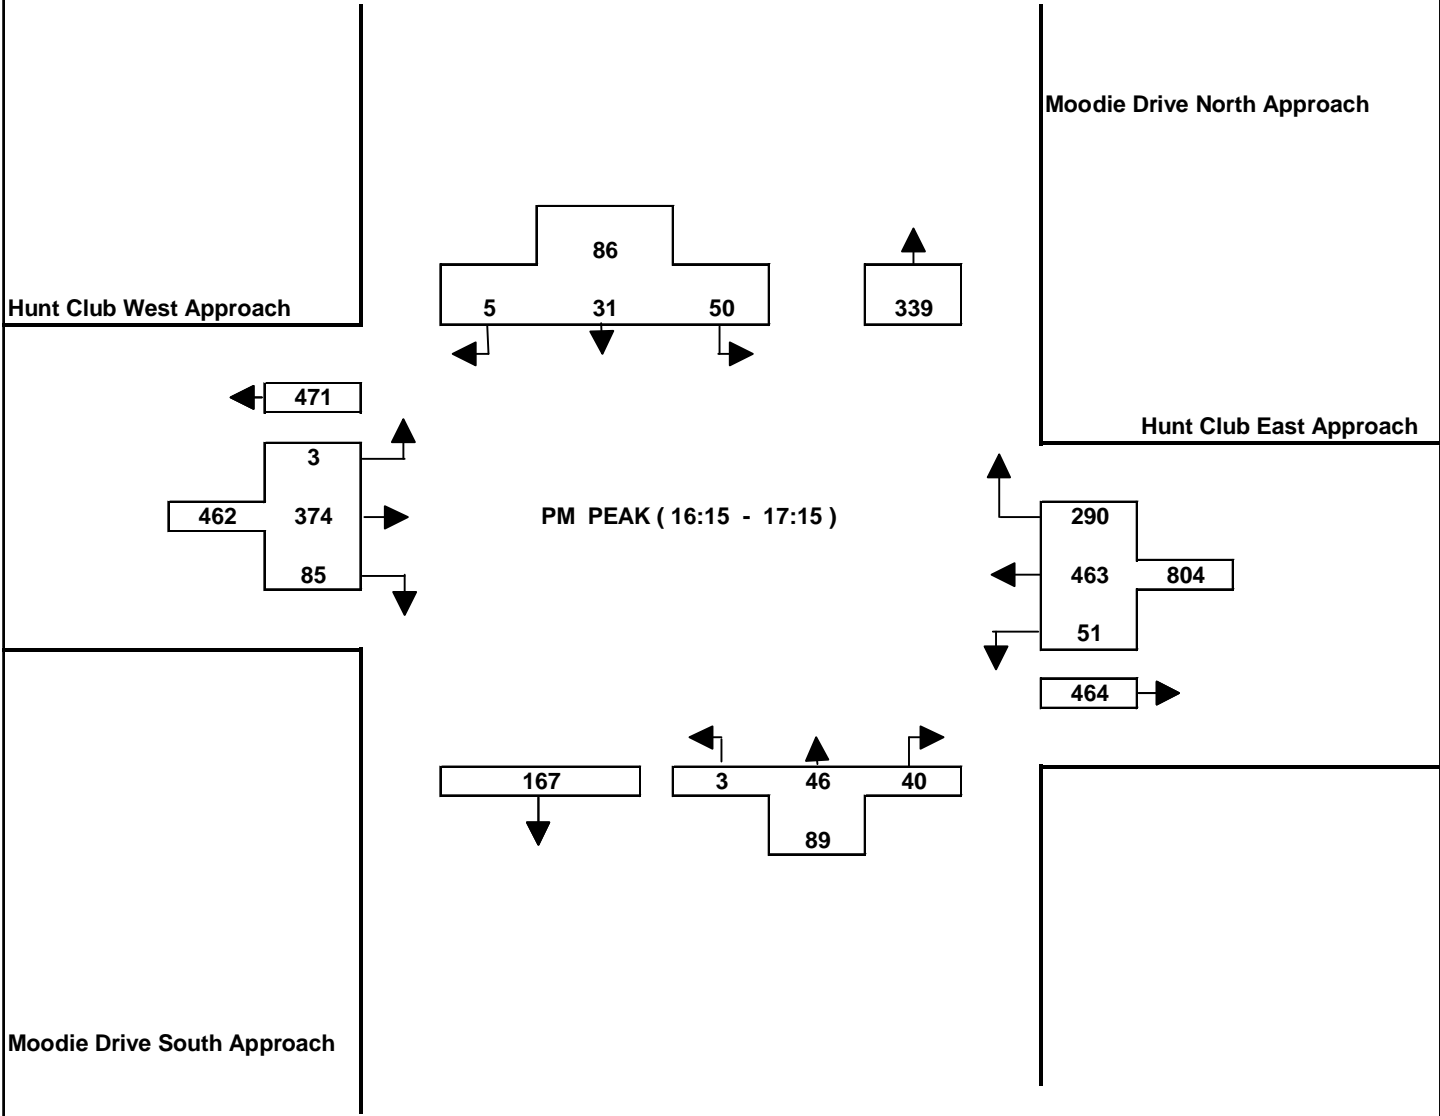 Moodie Drive North Approach
86
5 31 50
339
Hunt Club West Approach
471
Hunt Club East Approach
3
462 374
85
PM PEAK ( 16:15 - 17:15 )
290
463 804
51
464
167
3 46 40
89
Moodie Drive South Approach